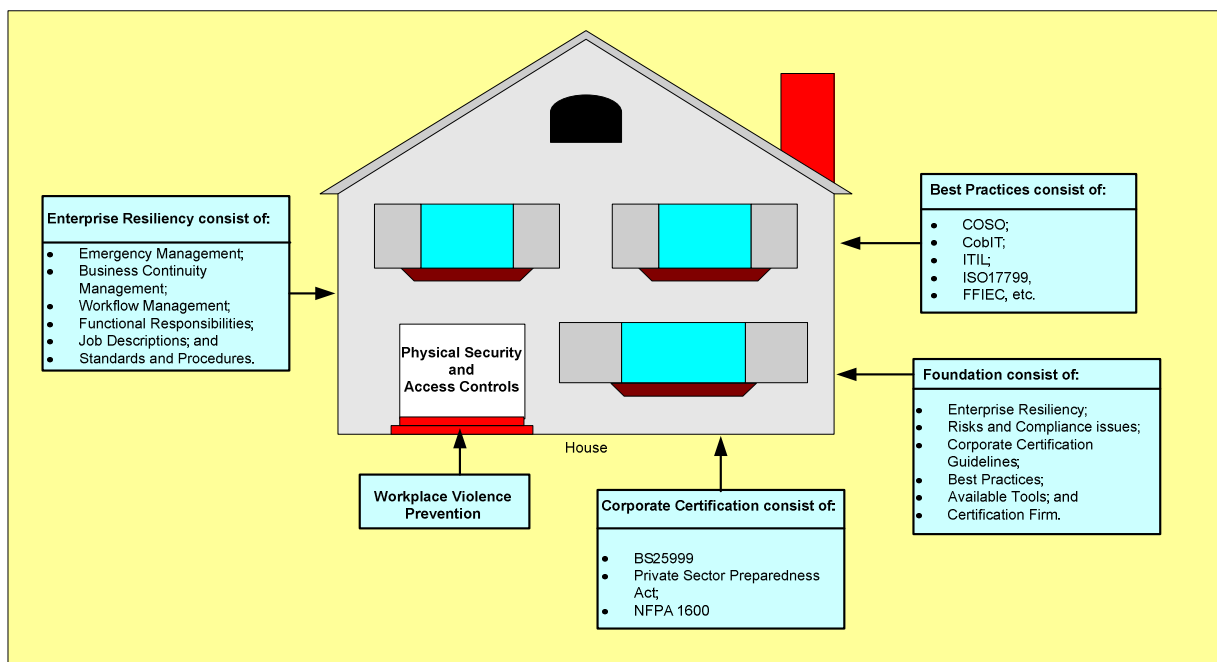 Enterprise Resiliency consist of:
• Emergency Management;
• Business Continuity
Management;
• Workflow Management;
• Functional Responsibilities;
• Job Descriptions; and
• Standards and Procedures.
Physical Security
and
Access Controls
House
Workplace Violence
Prevention
Corporate Certification consist of:
• BS25999
• Private Sector Preparedness
Act;
• NFPA 1600
Best Practices consist of:
• COSO;
• CobIT;
• ITIL;
• ISO17799,
• FFIEC, etc.
Foundation consist of:
• Enterprise Resiliency;
• Risks and Compliance issues;
• Corporate Certification
Guidelines;
• Best Practices;
• Available Tools; and
• Certification Firm.